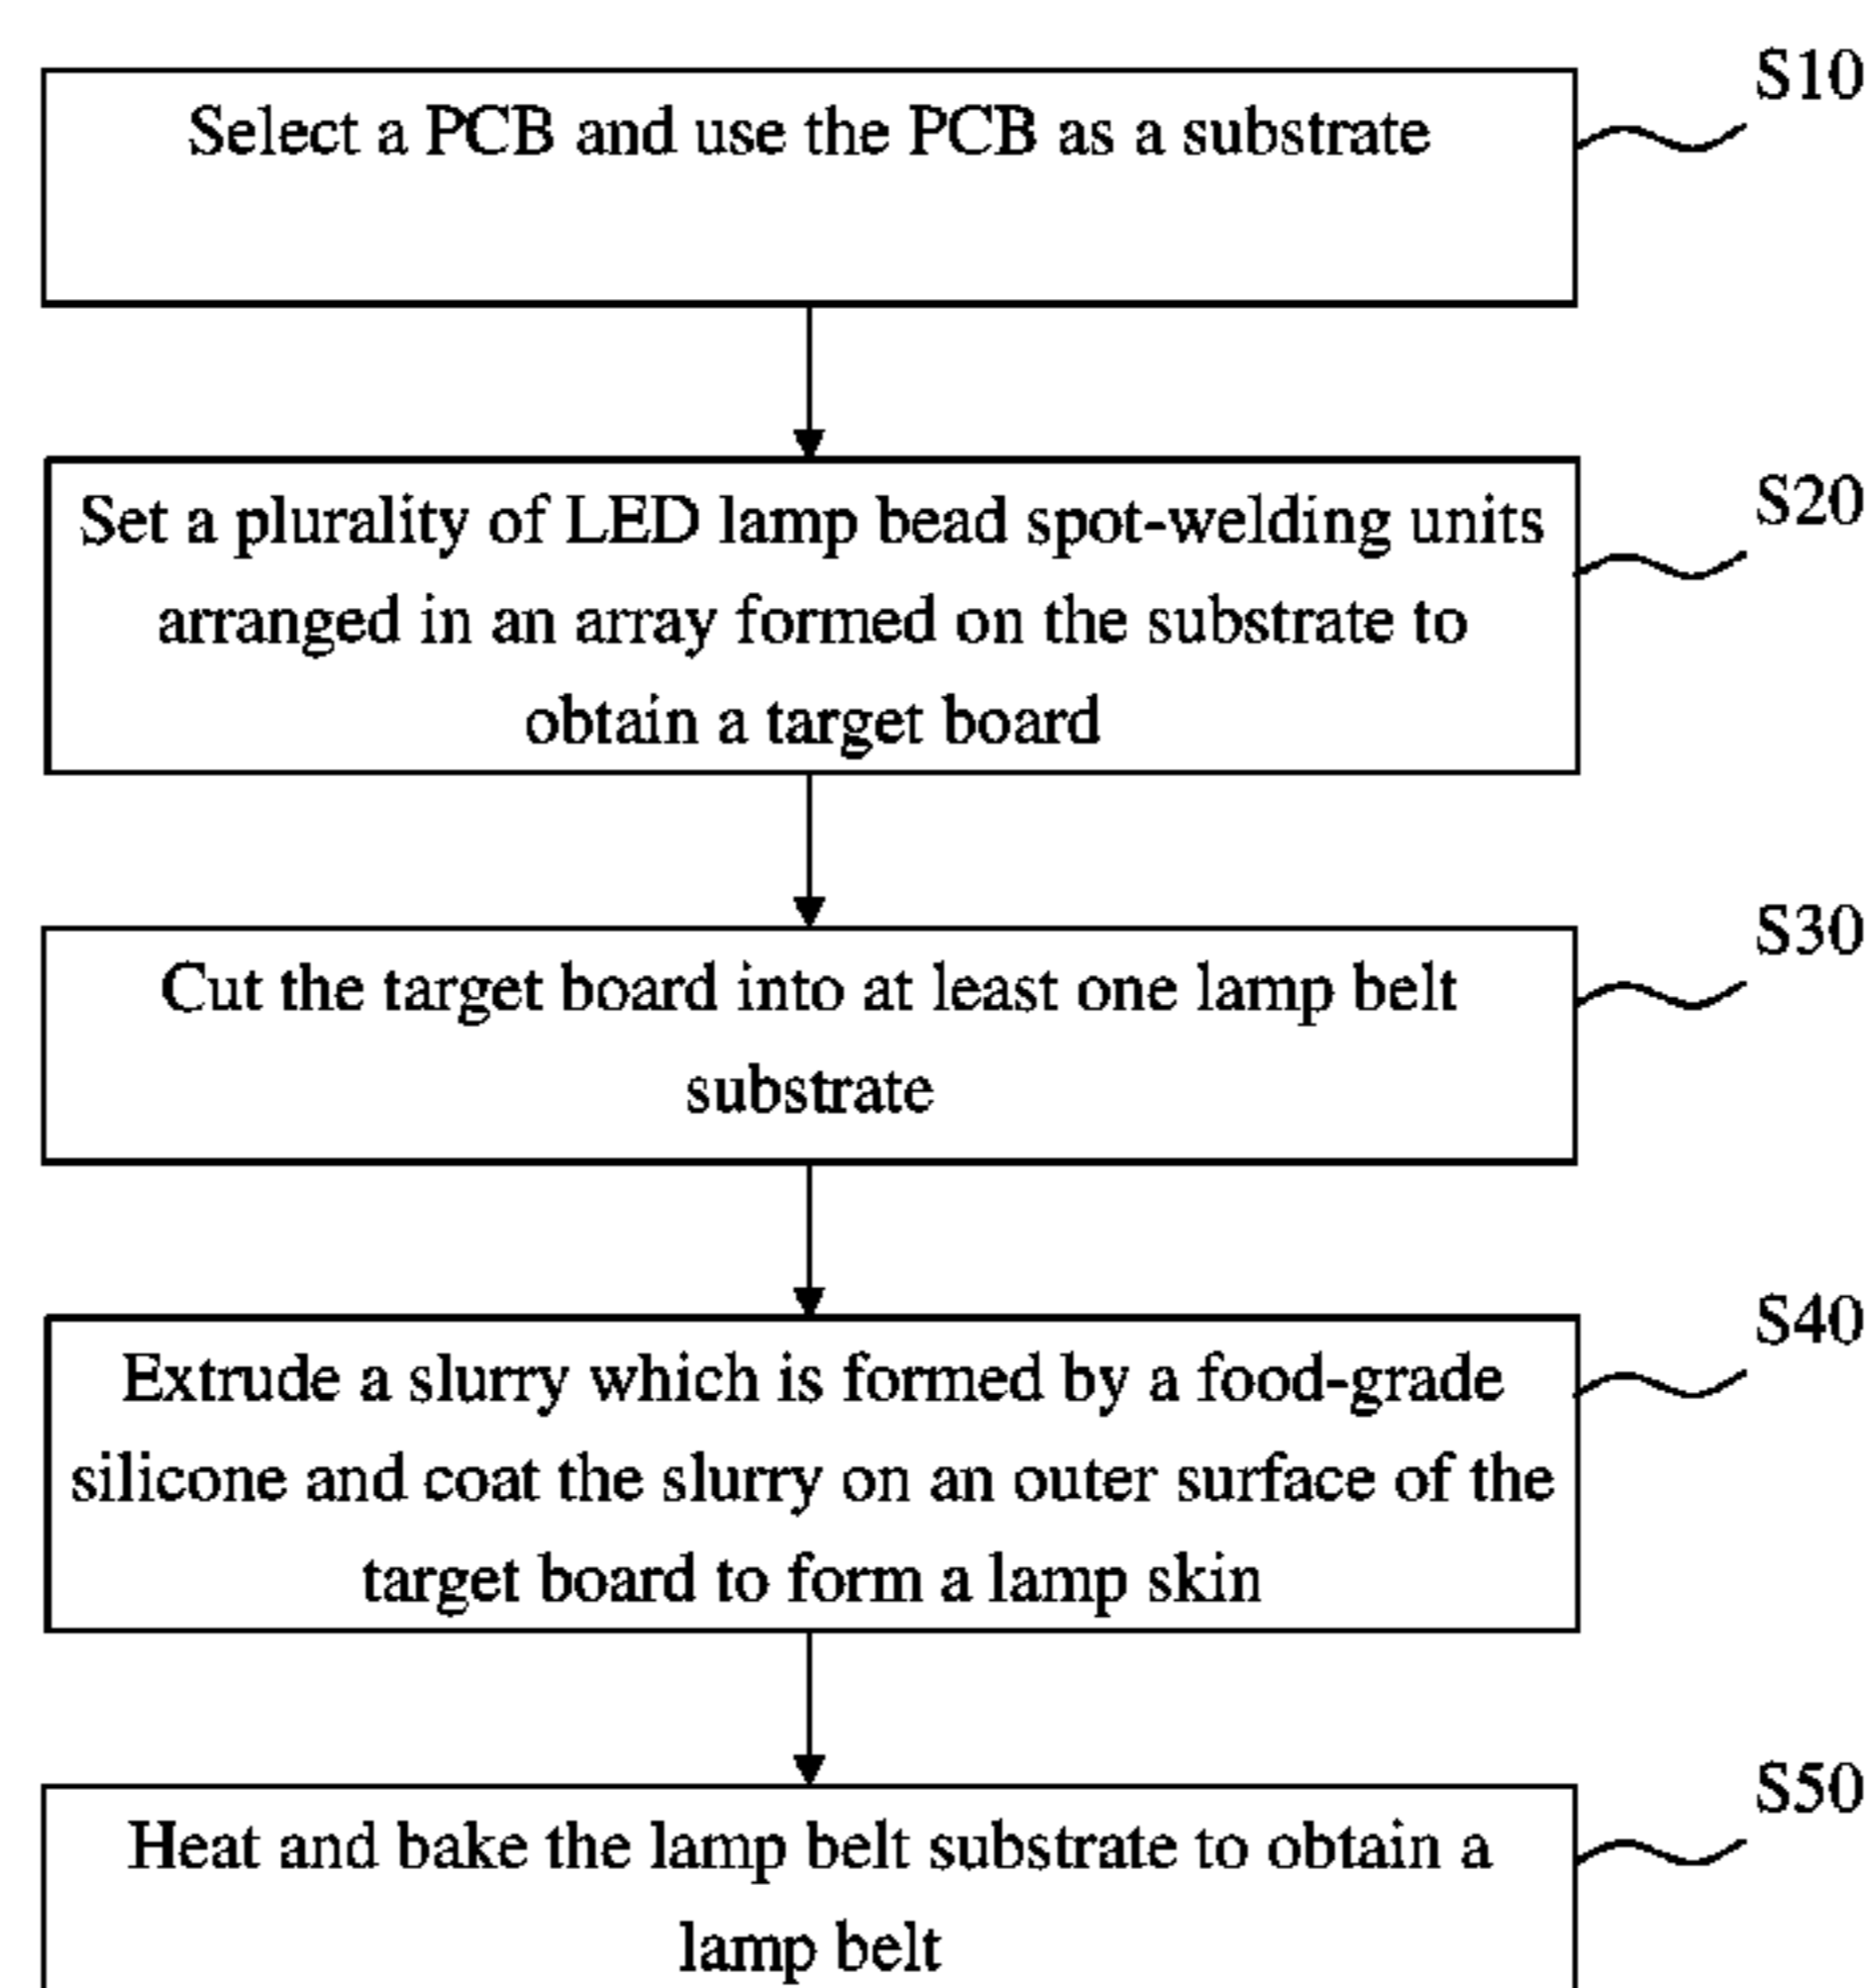 S10
Select a PCB and use the PCB as a substrate
S20
Set a plurality of LED lamp bead spot-welding units
arranged in an array formed on the substrate to
obtain a target board
S30
Cut the target board into at least one lamp belt
substrate
S40
Extrude a slurry which is formed by a food-grade
silicone and coat the slurry on an outer surface of the
target board to form a lamp skin
S50
Heat and bake the lamp belt substrate to obtain a
lamp belt